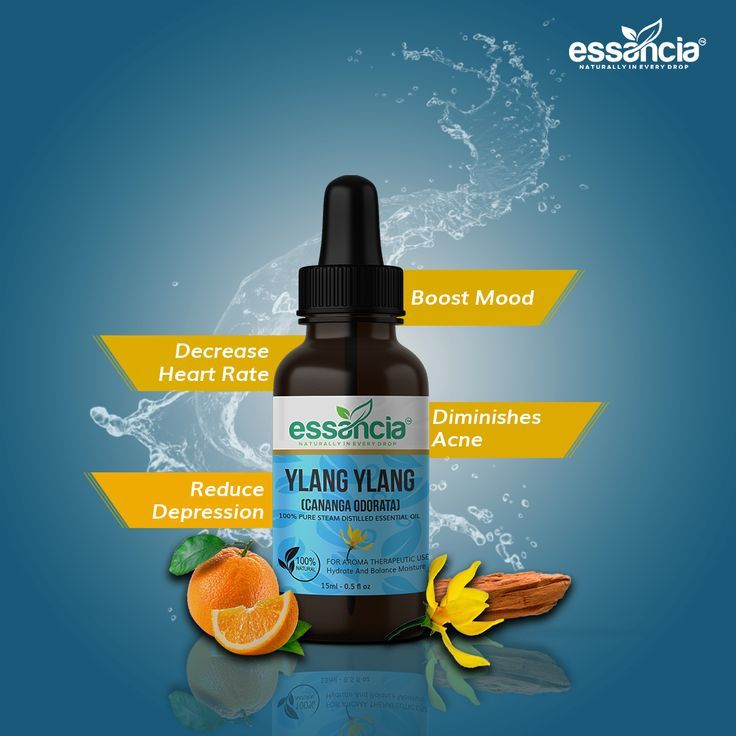 essancia™
NATURALLY IN EVERY DROP
Boost Mood
Decrease
Heart Rate
Diminishes
Acne
Reduce
Depression
essancia™
NATURALLY IN EVERY DROP
YLANG YLANG
(CANANGA ODORATA)
100% PURE STEAM DISTILLED ESSENTIAL OIL
100%
NATURAL
FOR AROMA THERAPEUTIC USE
Hydrate And Balance Moisture
15ml - 0.5 fl oz